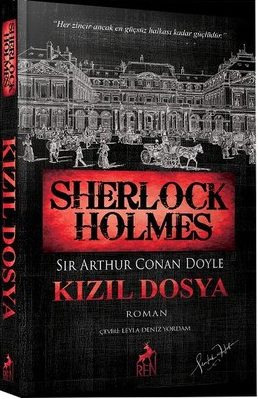 "Her zincir ancak en güçsüz halkası kadar güçlüdür."
SHERLOCK
HOLMES
SIR ARTHUR CONAN DOYLE
KIZIL DOSYA
ROMAN
ÇEVİRİ: LEYLA DENİZ YORDAM
REN
SHERLOCK
HOLMES
KIZIL DOSYA
REN